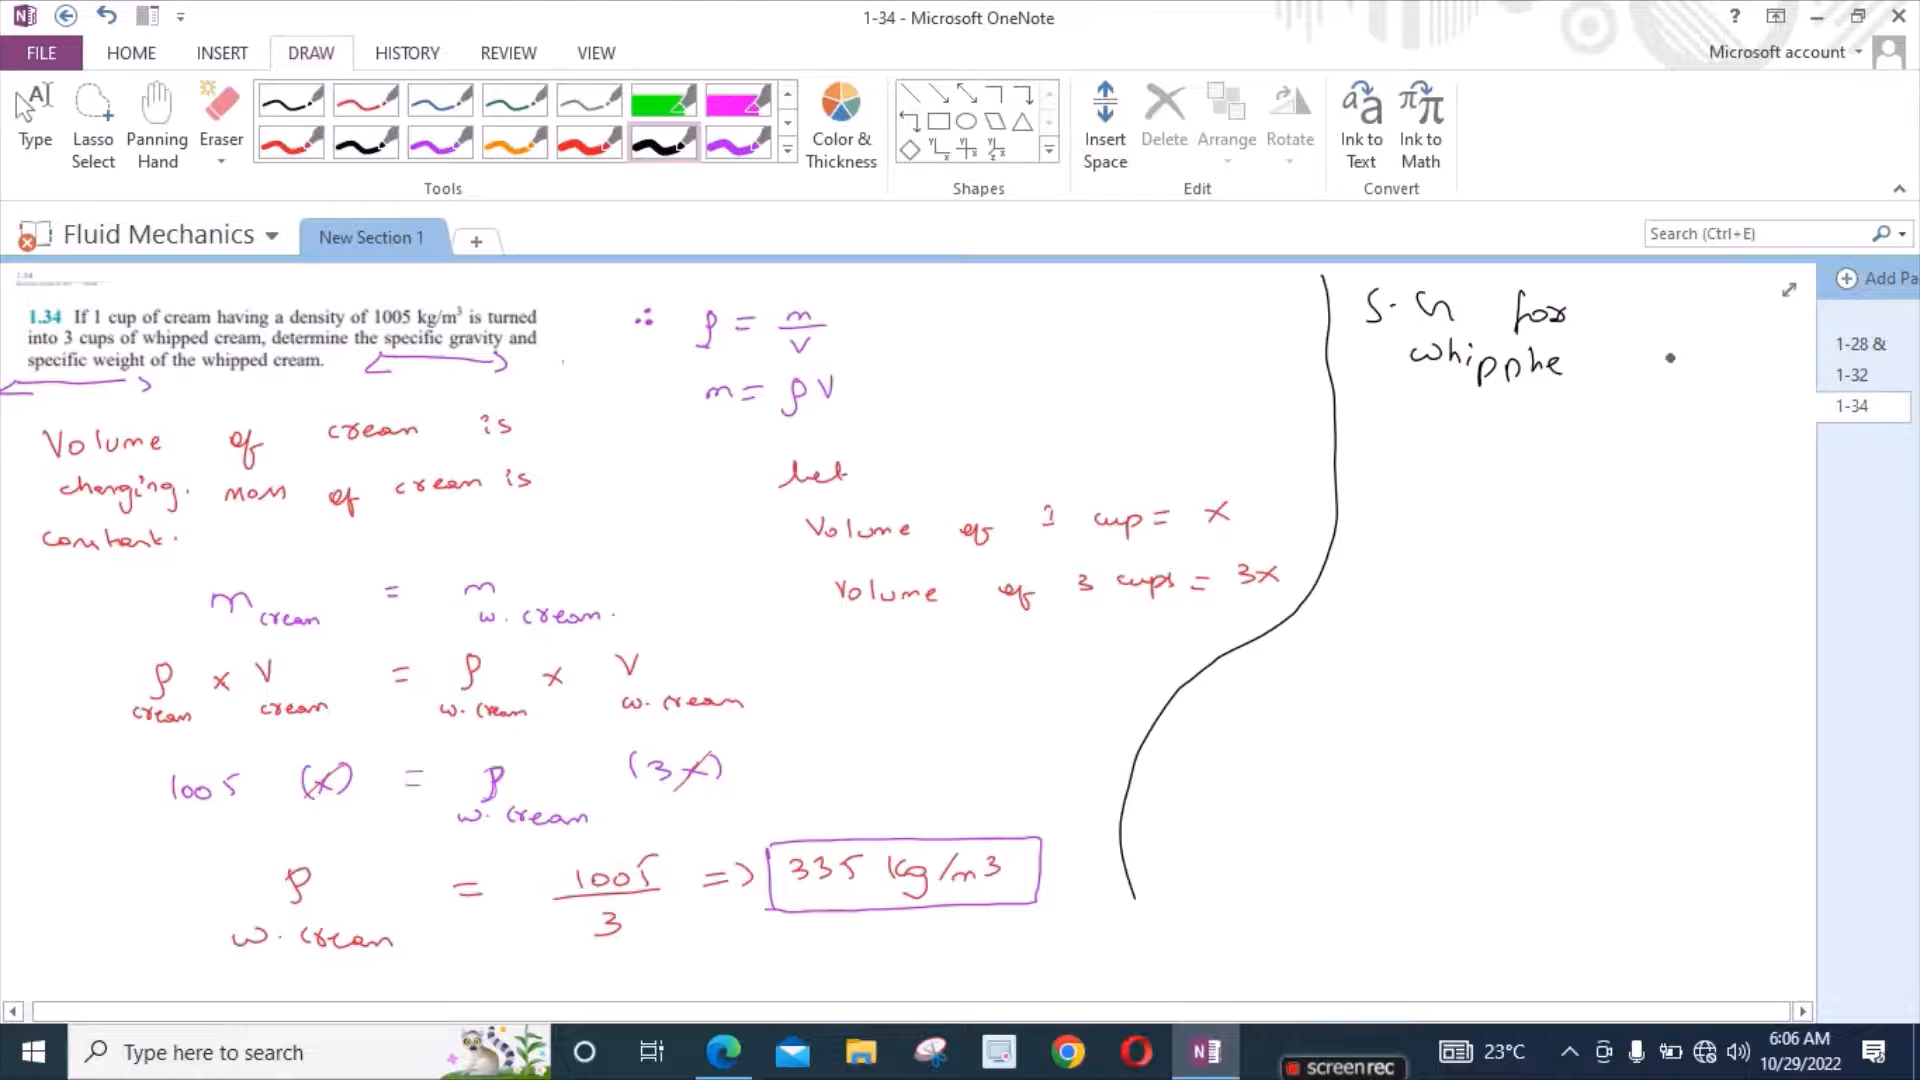 1-34 - Microsoft OneNote
FILE HOME INSERT DRAW HISTORY REVIEW VIEW
Microsoft account
Type
Lasso Select
Panning Hand
Eraser
Color & Thickness
Insert Space
Delete
Arrange
Rotate
Ink to Text
Ink to Math
Tools
Shapes
Edit
Convert
Fluid Mechanics
New Section 1
Search (Ctrl+E)
Add Pa
1-28 &
1-32
1-34
1.34 If 1 cup of cream having a density of 1005 kg/m³ is turned
into 3 cups of whipped cream, determine the specific gravity and
specific weight of the whipped cream.
Volume of cream is
changing. mass of cream is
constant.
m cream = m w. cream.
ρ cream × V cream = ρ w. cream × V w. cream
1005 (x) = ρ w. cream (3x)
ρ w. cream = 1005/3 => 335 kg/m3
∴ ρ = m/V
m = ρV
let
Volume of 1 cup = x
Volume of 3 cups = 3x
S.G for
whipphe
Type here to search
23°C
6:06 AM
10/29/2022
screenrec